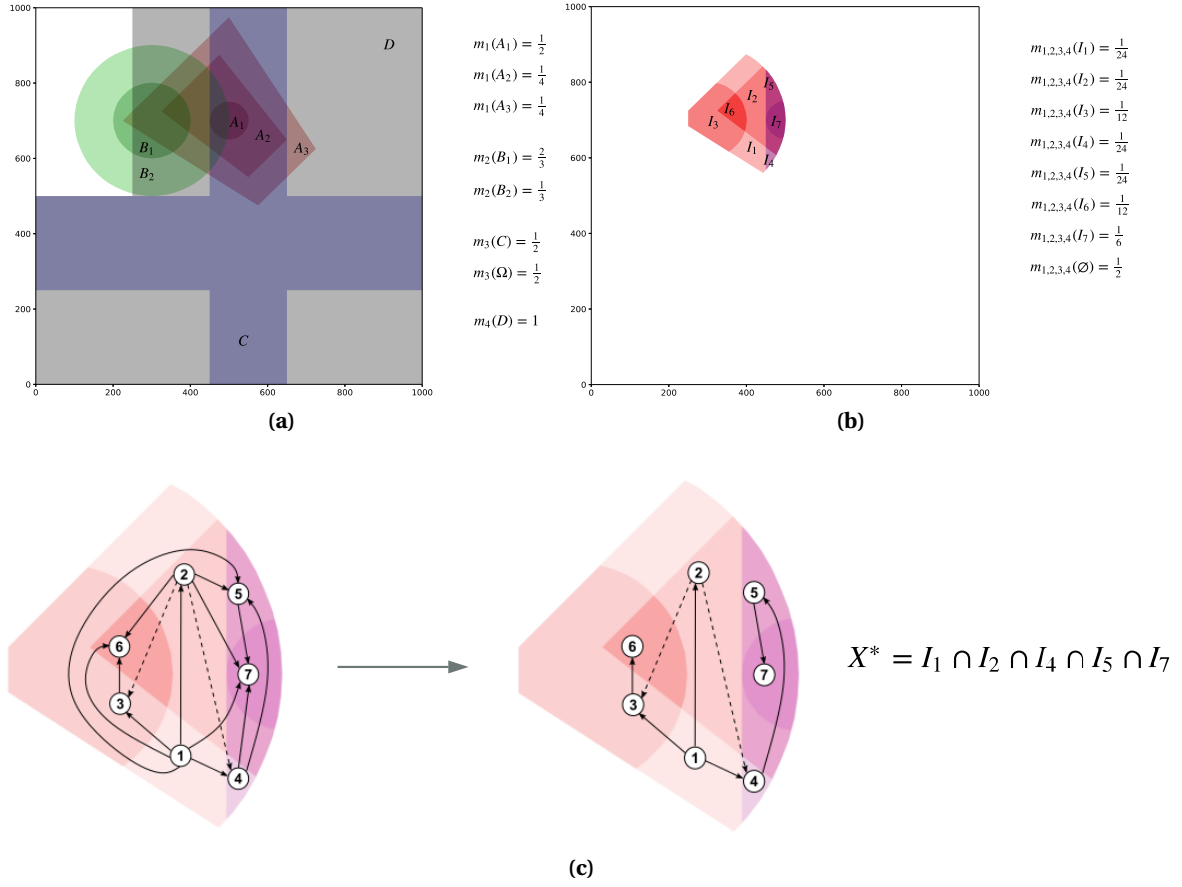 1000
800
600
400
200
0
0
200
400
600
800
1000
A₁
A₂
A₃
B₁
B₂
C
D
m₁(A₁) = 1/2
m₁(A₂) = 1/4
m₁(A₃) = 1/4
m₂(B₁) = 2/3
m₂(B₂) = 1/3
m₃(C) = 1/2
m₃(Ω) = 1/2
m₄(D) = 1
(a)
1000
800
600
400
200
0
0
200
400
600
800
1000
I₅
I₂
I₆
I₃
I₇
I₁
I₄
m₁,₂,₃,₄(I₁) = 1/24
m₁,₂,₃,₄(I₂) = 1/24
m₁,₂,₃,₄(I₃) = 1/12
m₁,₂,₃,₄(I₄) = 1/24
m₁,₂,₃,₄(I₅) = 1/24
m₁,₂,₃,₄(I₆) = 1/12
m₁,₂,₃,₄(I₇) = 1/6
m₁,₂,₃,₄(∅) = 1/2
(b)
2
5
6
7
3
1
4
2
5
6
7
3
1
4
X* = I₁ ∩ I₂ ∩ I₄ ∩ I₅ ∩ I₇
(c)